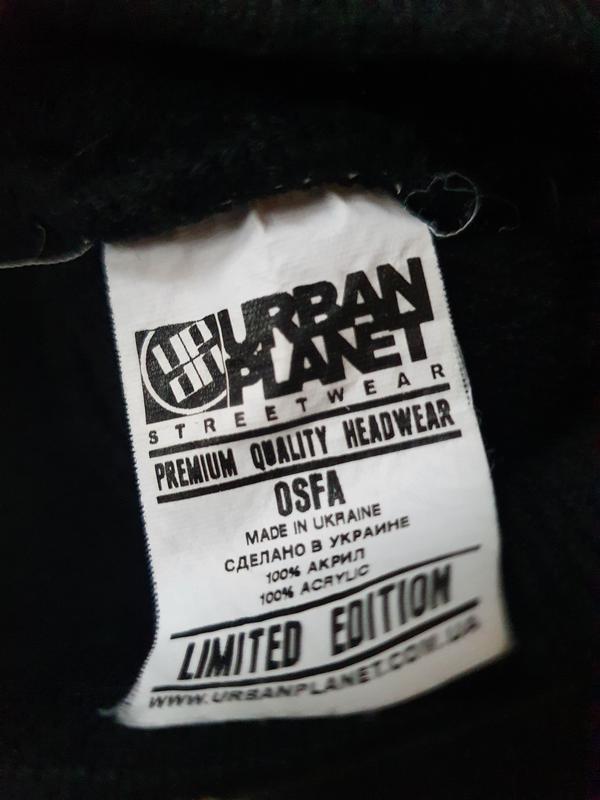 URBAN
PLANET
STREETWEAR
PREMIUM QUALITY HEADWEAR
OSFA
MADE IN UKRAINE
СДЕЛАНО В УКРАИНЕ
100% АКРИЛ
100% ACRYLIC
LIMITED EDITION
WWW.URBANPLANET.COM.UA